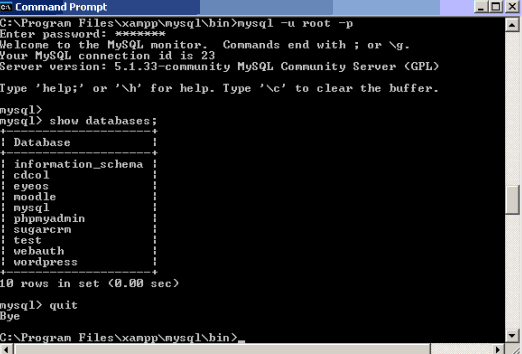 Command Prompt
C:\Program Files\xampp\mysql\bin>mysql -u root -p
Enter password: *******
Welcome to the MySQL monitor.  Commands end with ; or \g.
Your MySQL connection id is 23
Server version: 5.1.33-community MySQL Community Server (GPL)
Type 'help;' or '\h' for help. Type '\c' to clear the buffer.
mysql>
mysql> show databases;
+--------------------+
| Database           |
+--------------------+
| information_schema |
| cdcol              |
| eyeos              |
| moodle             |
| mysql              |
| phpmyadmin         |
| sugarcrm           |
| test               |
| webauth            |
| wordpress          |
+--------------------+
10 rows in set (0.00 sec)
mysql> quit
Bye
C:\Program Files\xampp\mysql\bin>_